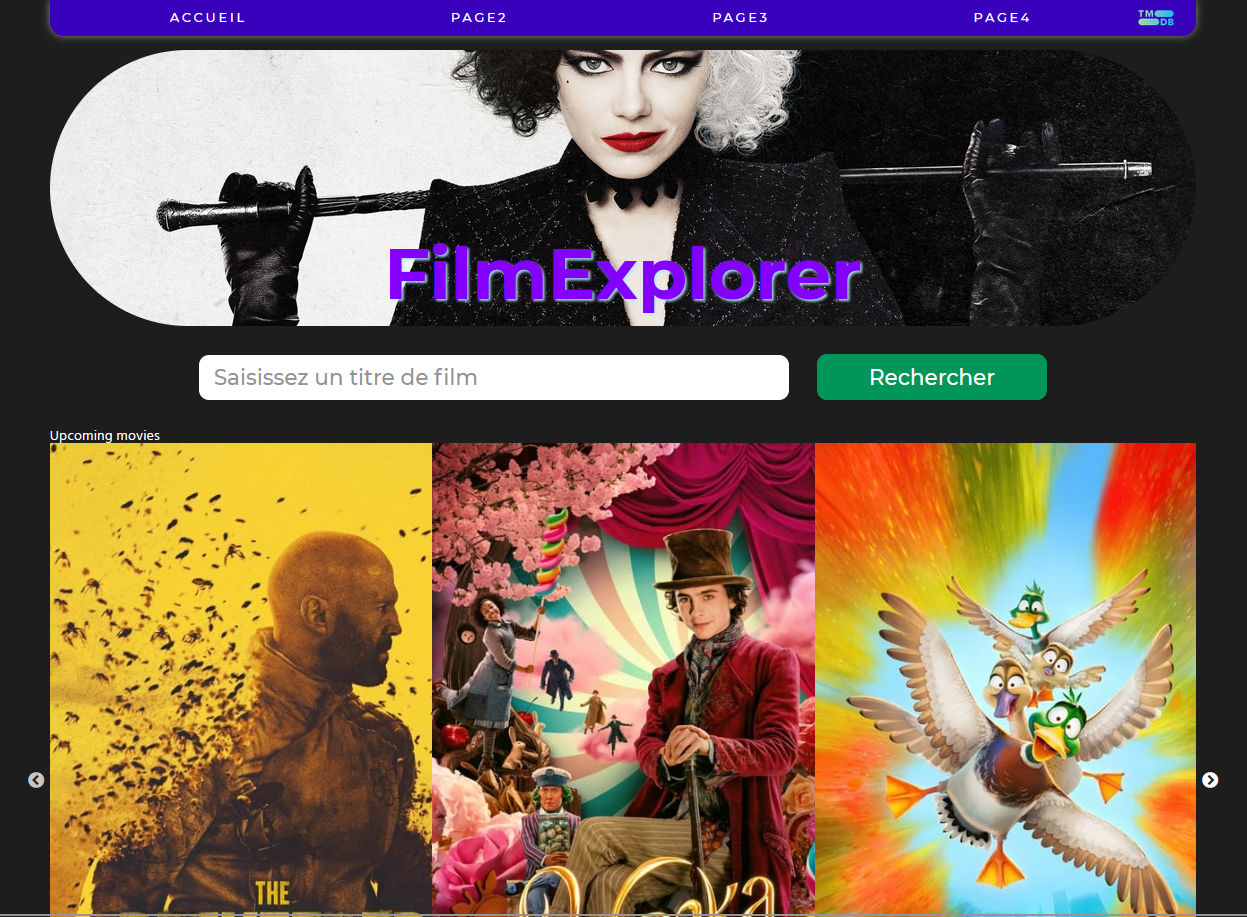 ACCUEIL PAGE2 PAGE3 PAGE4 TMDB
FilmExplorer
Saisissez un titre de film
Rechercher
Upcoming movies
THE